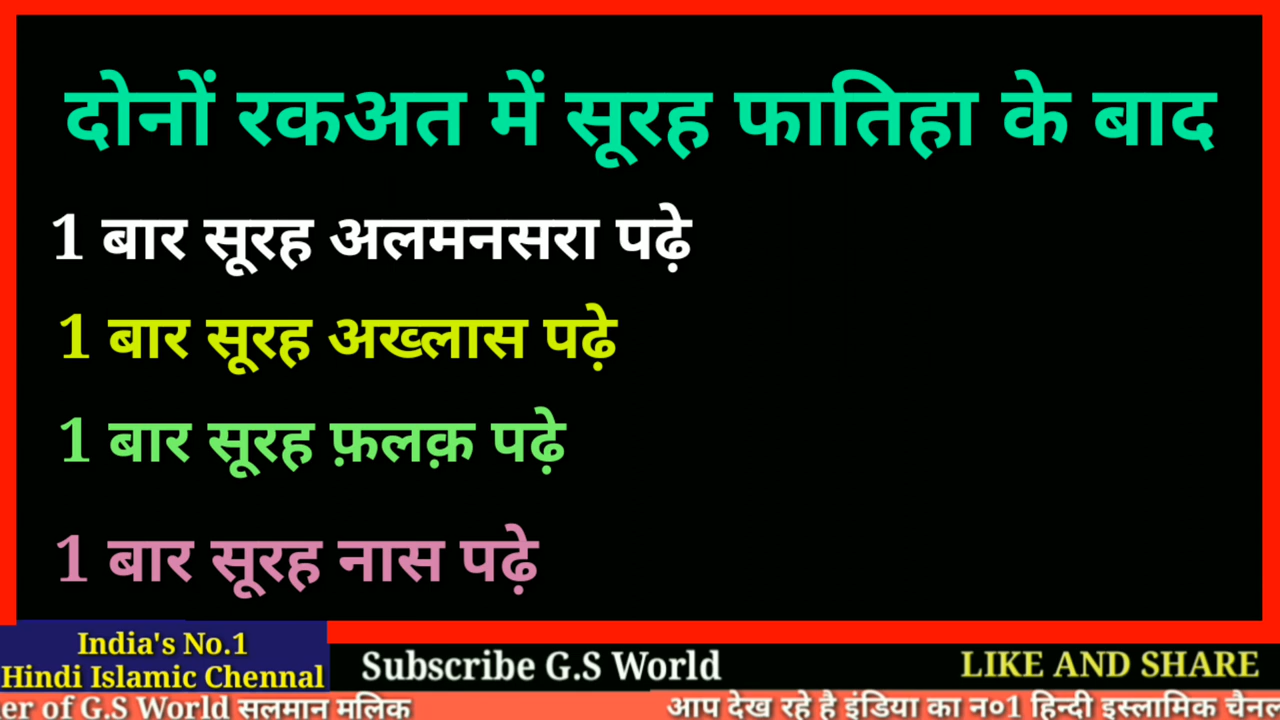 दोनों रकअत में सूरह फातिहा के बाद
1 बार सूरह अलमनसरा पढ़े
1 बार सूरह अख्लास पढ़े
1 बार सूरह फ़लक़ पढ़े
1 बार सूरह नास पढ़े
India's No.1
Hindi Islamic Chennal
Subscribe G.S World
LIKE AND SHARE
er of G.S World सलमान मलिक
आप देख रहे है इंडिया का न०1 हिन्दी इस्लामिक चैनल